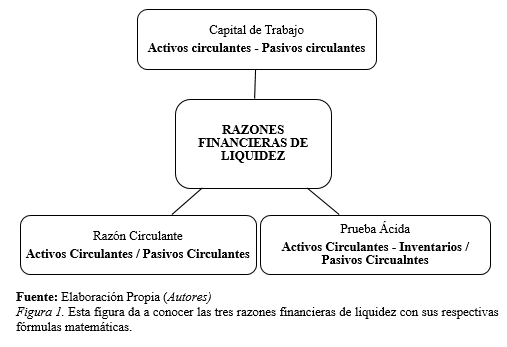 Capital de Trabajo
Activos circulantes - Pasivos circulantes
RAZONES
FINANCIERAS DE
LIQUIDEZ
Razón Circulante
Activos Circulantes / Pasivos Circulantes
Prueba Ácida
Activos Circulantes - Inventarios /
Pasivos Circualntes
Fuente: Elaboración Propia (Autores)
Figura 1. Esta figura da a conocer las tres razones financieras de liquidez con sus respectivas
fórmulas matemáticas.